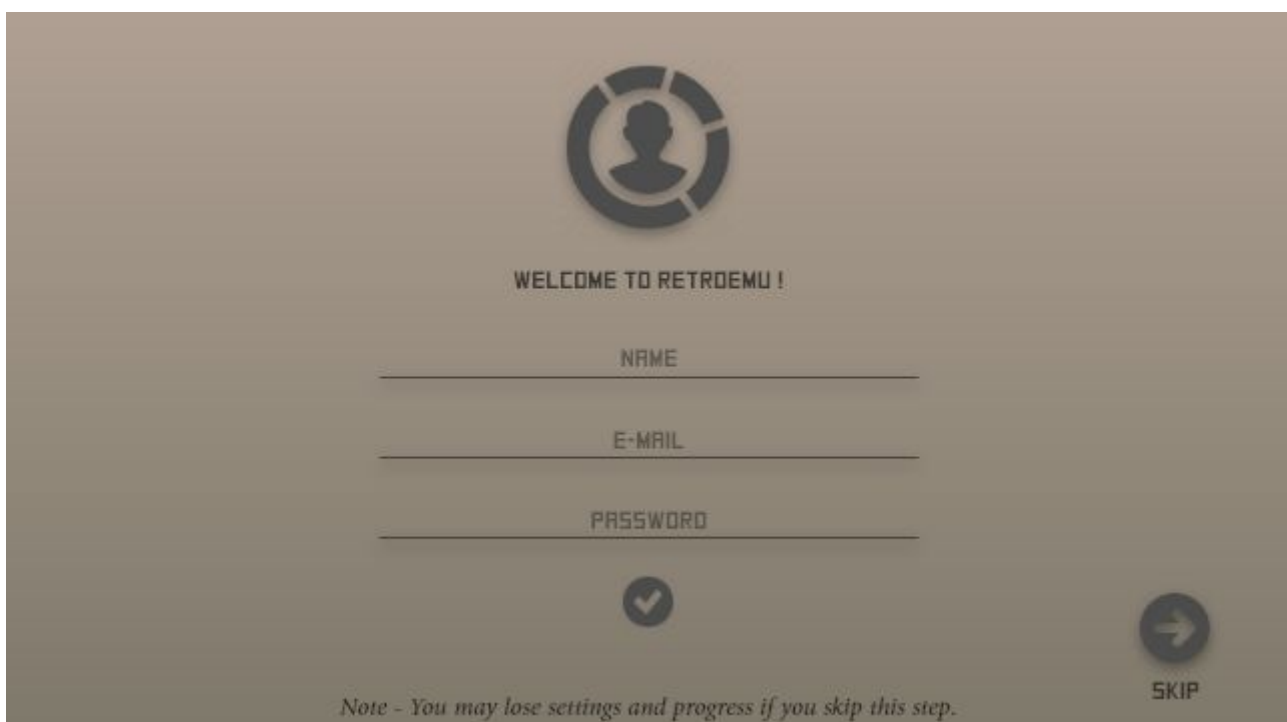 WELCOME TO RETROEMU !
NAME
E-MAIL
PASSWORD
SKIP
Note - You may lose settings and progress if you skip this step.